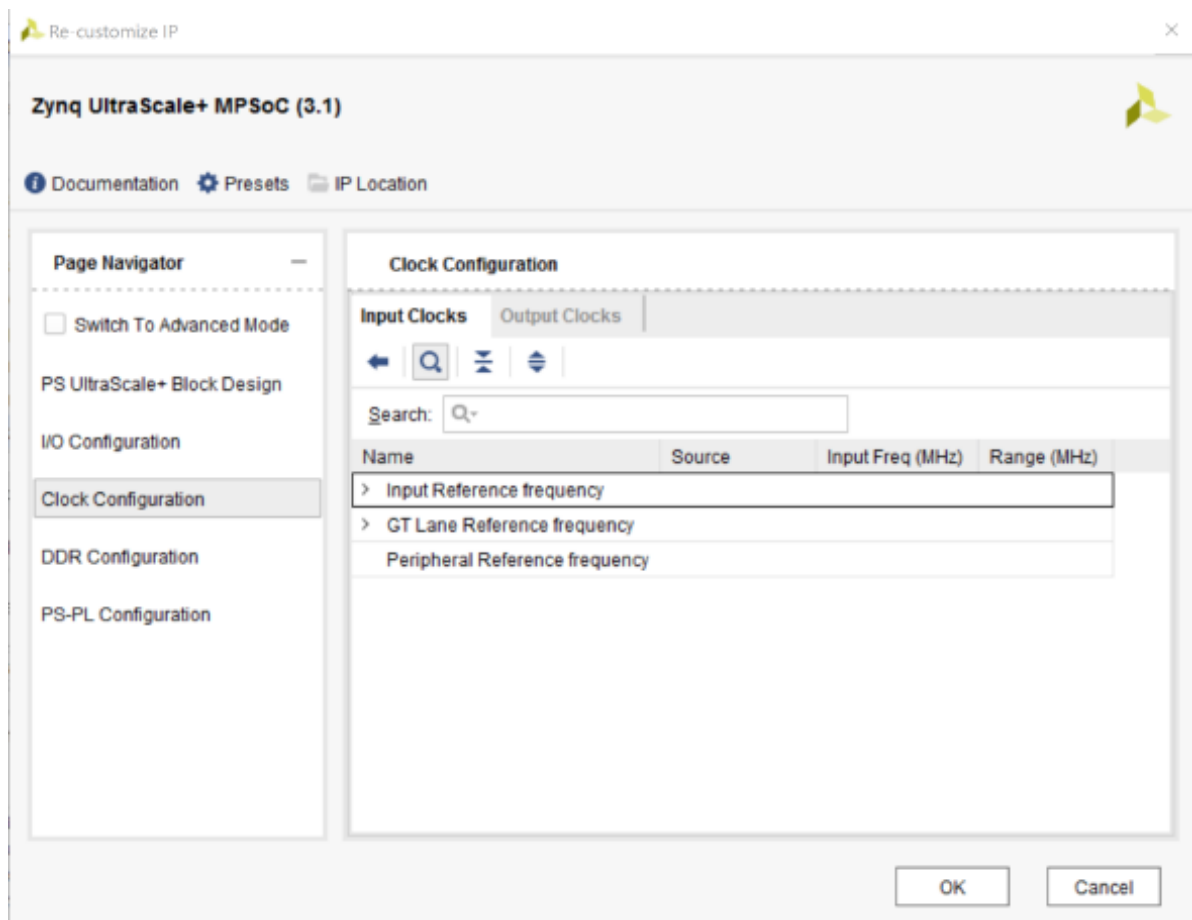 Re-customize IP
Zynq UltraScale+ MPSoC (3.1)
Documentation Presets IP Location
Page Navigator
Switch To Advanced Mode
PS UltraScale+ Block Design
I/O Configuration
Clock Configuration
DDR Configuration
PS-PL Configuration
Clock Configuration
Input Clocks Output Clocks
Search:
Name Source Input Freq (MHz) Range (MHz)
Input Reference frequency
GT Lane Reference frequency
Peripheral Reference frequency
OK Cancel